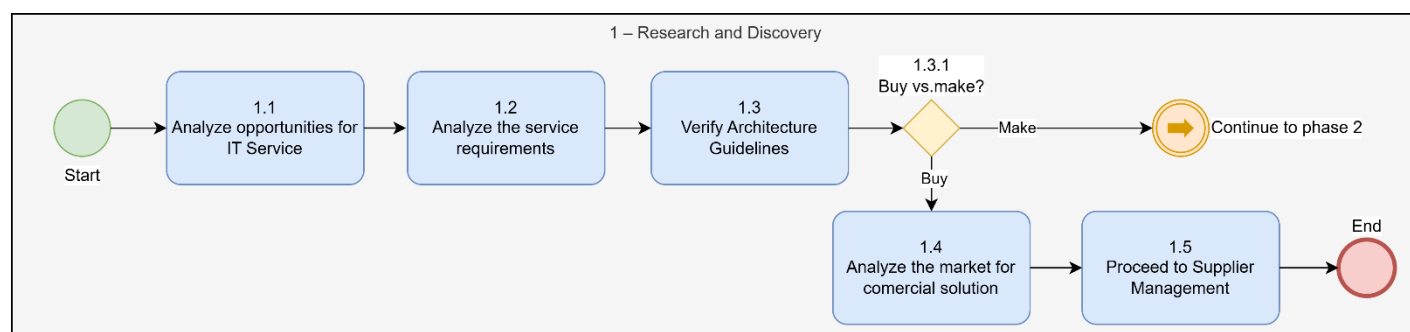 1 – Research and Discovery
Start
1.1
Analyze opportunities for
IT Service
1.2
Analyze the service
requirements
1.3
Verify Architecture
Guidelines
1.3.1
Buy vs.make?
Make
Continue to phase 2
Buy
1.4
Analyze the market for
comercial solution
1.5
Proceed to Supplier
Management
End